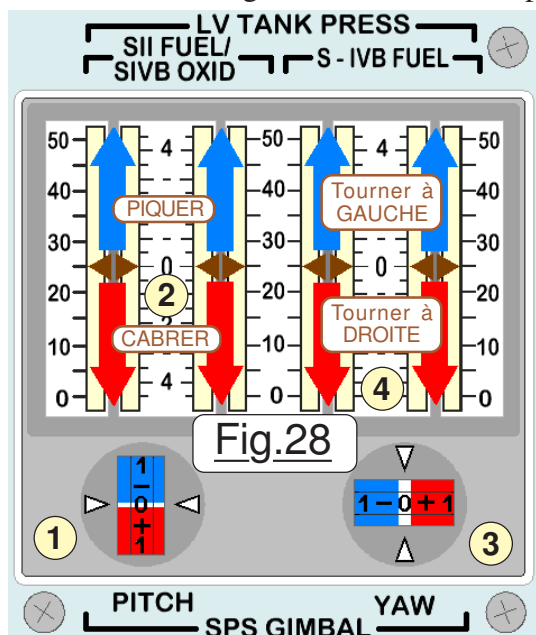 LV TANK PRESS
SII FUEL/
SIVB OXID
S - IVB FUEL
50 4 50 4 50
40 40 40
PIQUER
Tourner à
GAUCHE
30 30 30
0 0
20 2 20 20
CABRER
Tourner à
DROITE
10 10 10
0 4 0 4 0
Fig.28
1 - 0 + 1
1 - 0 + 1
1
3
PITCH
YAW
SPS GIMBAL